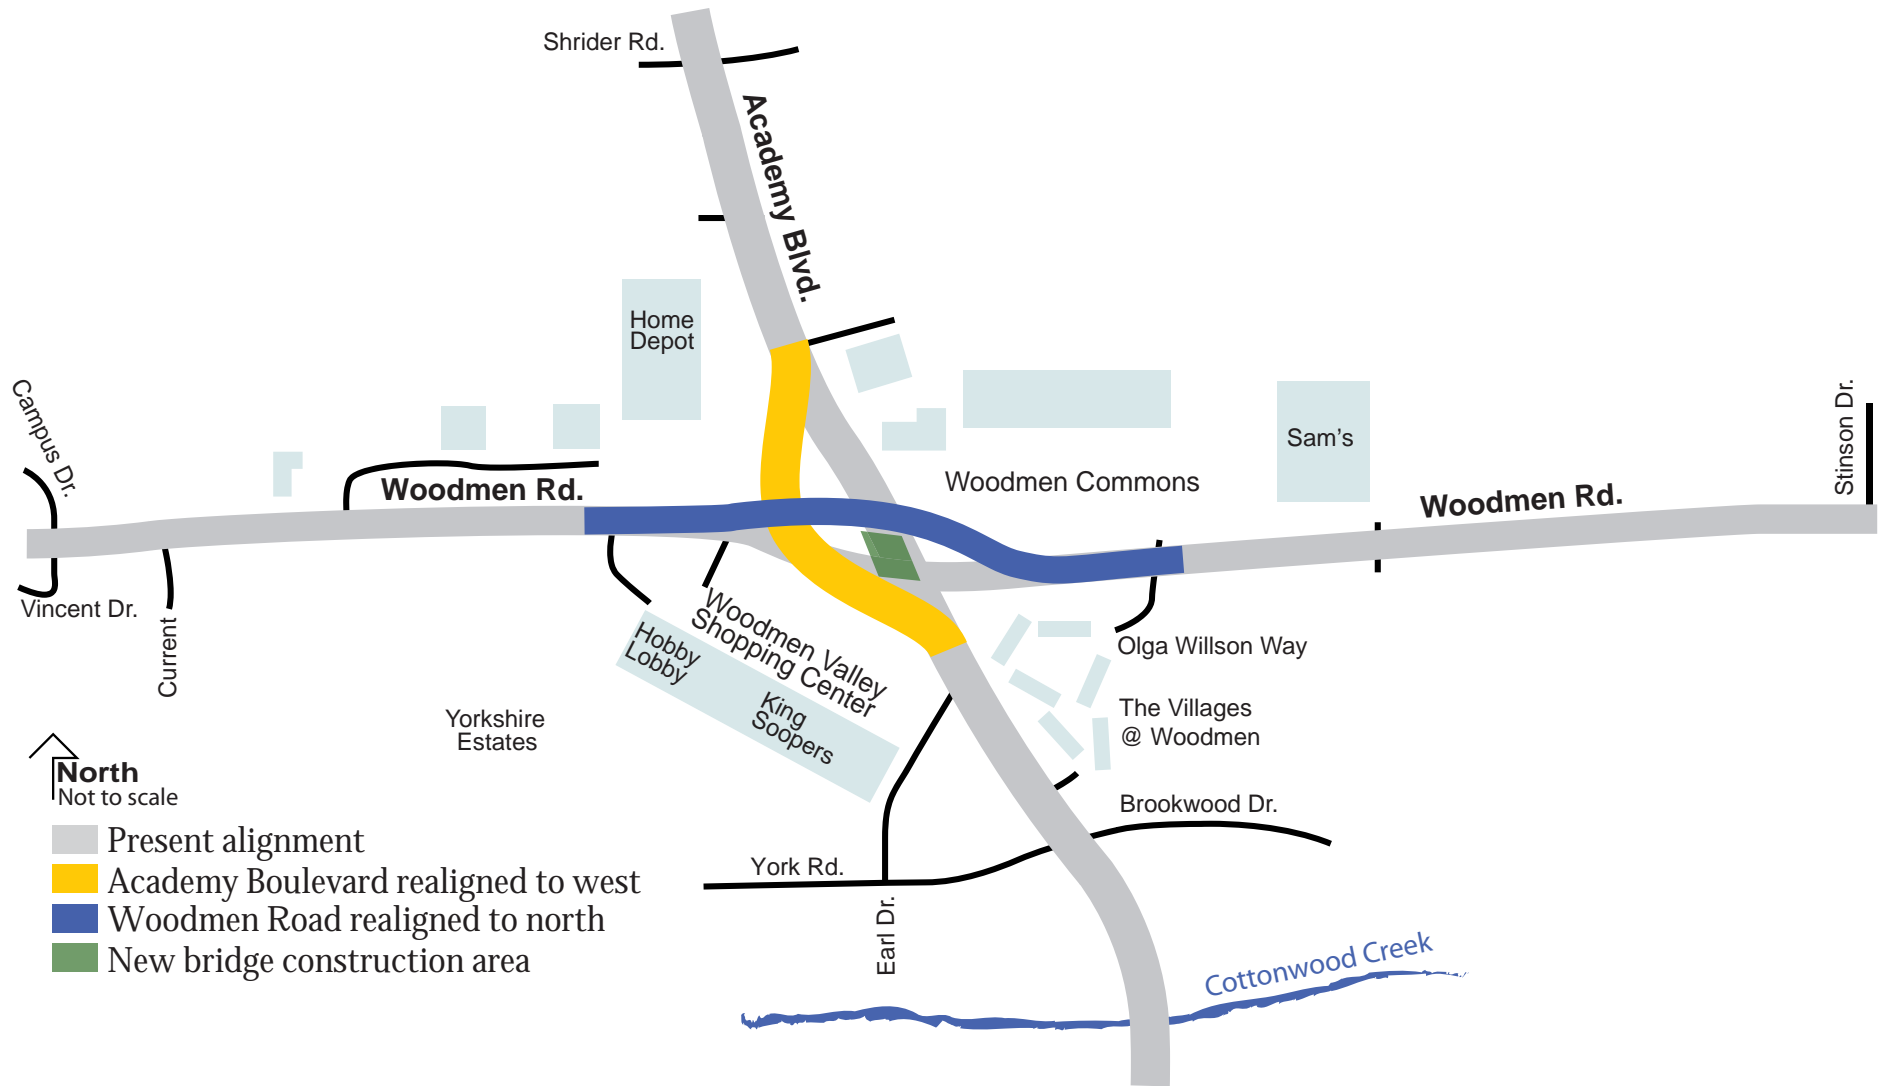 Shrider Rd.
Academy Blvd.
Home
Depot
Campus Dr.
Woodmen Rd.
Woodmen Commons
Sam's
Woodmen Rd.
Stinson Dr.
Vincent Dr.
Current
Woodmen Valley
Shopping Center
Hobby
Lobby
King
Soopers
Olga Willson Way
The Villages
@ Woodmen
Yorkshire
Estates
Brookwood Dr.
York Rd.
Earl Dr.
Cottonwood Creek
North
Not to scale
Present alignment
Academy Boulevard realigned to west
Woodmen Road realigned to north
New bridge construction area